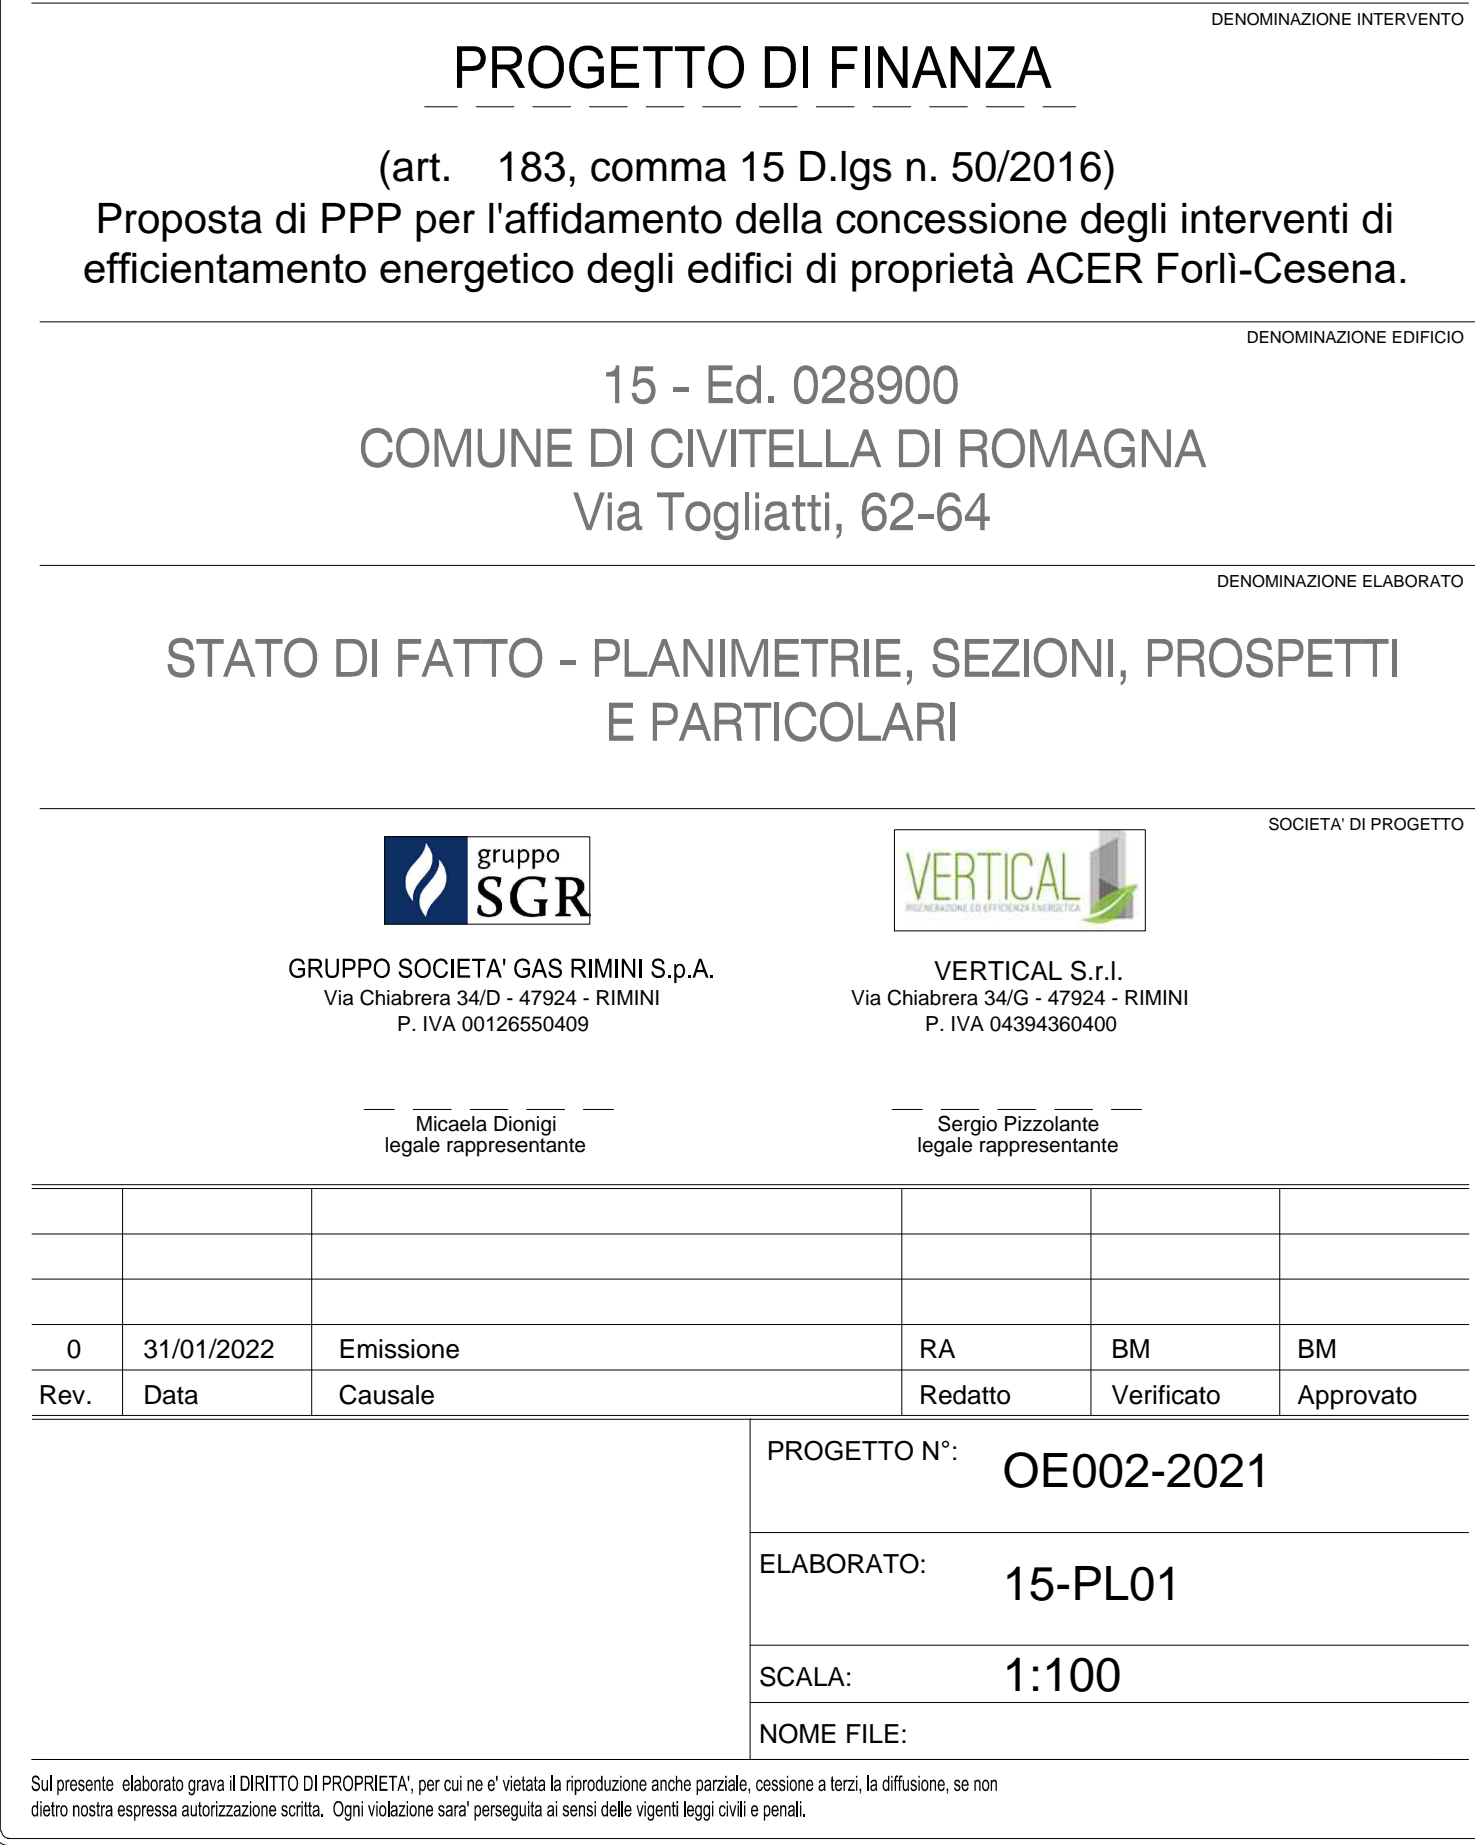 DENOMINAZIONE INTERVENTO
PROGETTO DI FINANZA
(art. 183, comma 15 D.lgs n. 50/2016)
Proposta di PPP per l'affidamento della concessione degli interventi di
efficientamento energetico degli edifici di proprietà ACER Forlì-Cesena.
DENOMINAZIONE EDIFICIO
15 - Ed. 028900
COMUNE DI CIVITELLA DI ROMAGNA
Via Togliatti, 62-64
DENOMINAZIONE ELABORATO
STATO DI FATTO - PLANIMETRIE, SEZIONI, PROSPETTI
E PARTICOLARI
SOCIETA' DI PROGETTO
gruppo
SGR
VERTICAL
RIGENERAZIONE ED EFFICIENZA ENERGETICA
GRUPPO SOCIETA' GAS RIMINI S.p.A.
Via Chiabrera 34/D - 47924 - RIMINI
P. IVA 00126550409
VERTICAL S.r.l.
Via Chiabrera 34/G - 47924 - RIMINI
P. IVA 04394360400
Micaela Dionigi
legale rappresentante
Sergio Pizzolante
legale rappresentante
0 31/01/2022 Emissione RA BM BM
Rev. Data Causale Redatto Verificato Approvato
PROGETTO N°: OE002-2021
ELABORATO: 15-PL01
SCALA: 1:100
NOME FILE:
Sul presente elaborato grava il DIRITTO DI PROPRIETA', per cui ne e' vietata la riproduzione anche parziale, cessione a terzi, la diffusione, se non
dietro nostra espressa autorizzazione scritta. Ogni violazione sara' perseguita ai sensi delle vigenti leggi civili e penali.